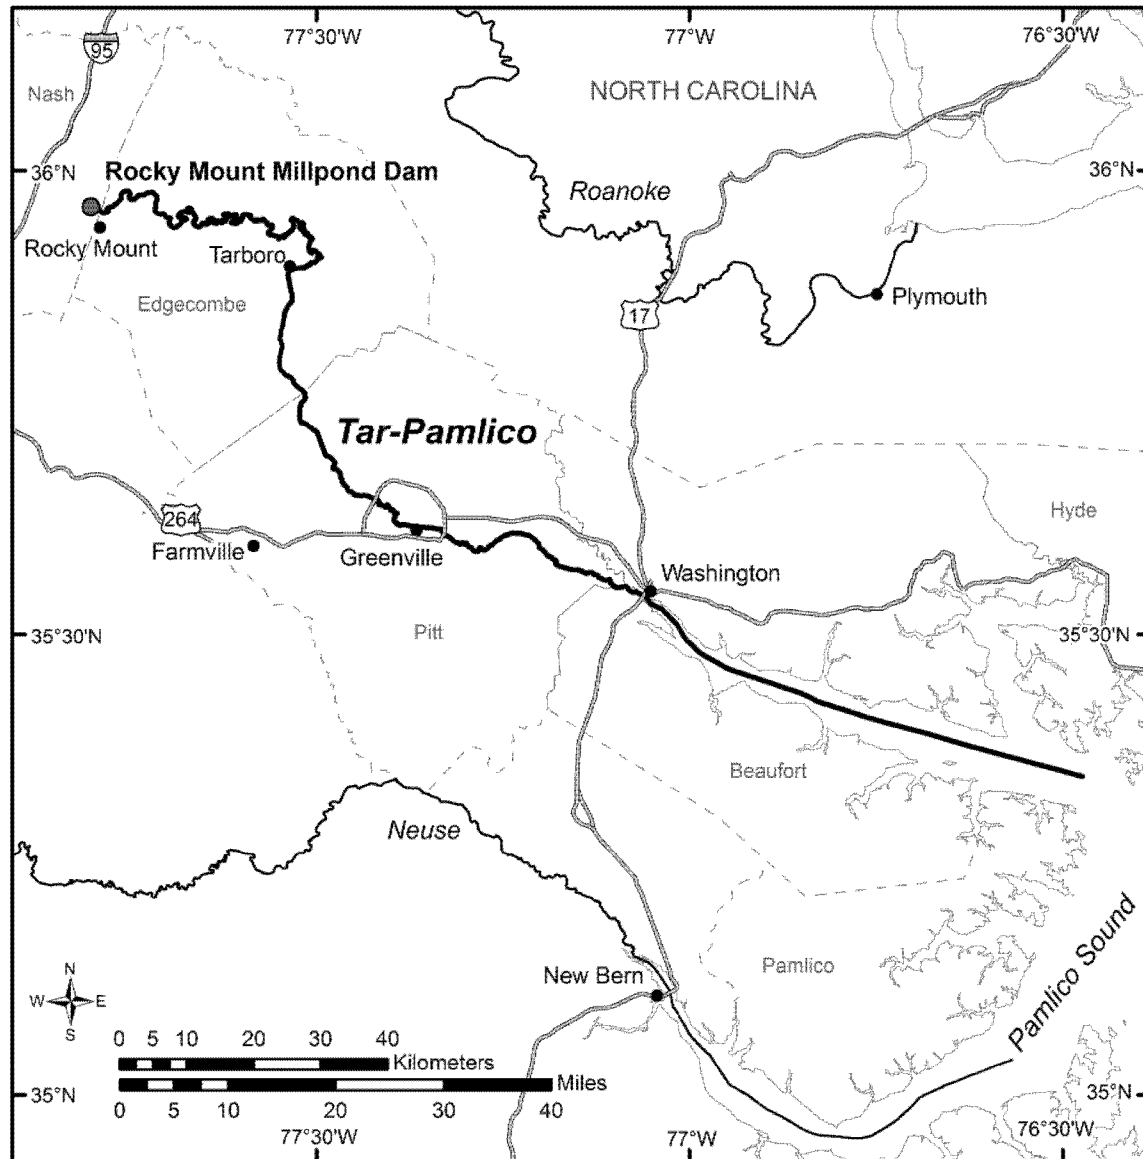 77°30'W
77°W
76°30'W
95
Nash
NORTH CAROLINA
36°N
Rocky Mount Millpond Dam
36°N
Roanoke
Rocky Mount
Tarboro
Edgecombe
Plymouth
17
Tar-Pamlico
Hyde
264
Farmville
Greenville
Washington
Pitt
35°30'N
35°30'N
Beaufort
Neuse
Pamlico Sound
New Bern
Pamlico
N
W E
S
0 5 10 20 30 40
Kilometers
Miles
0 5 10 20 30 40
35°N
35°N
77°30'W
77°W
76°30'W